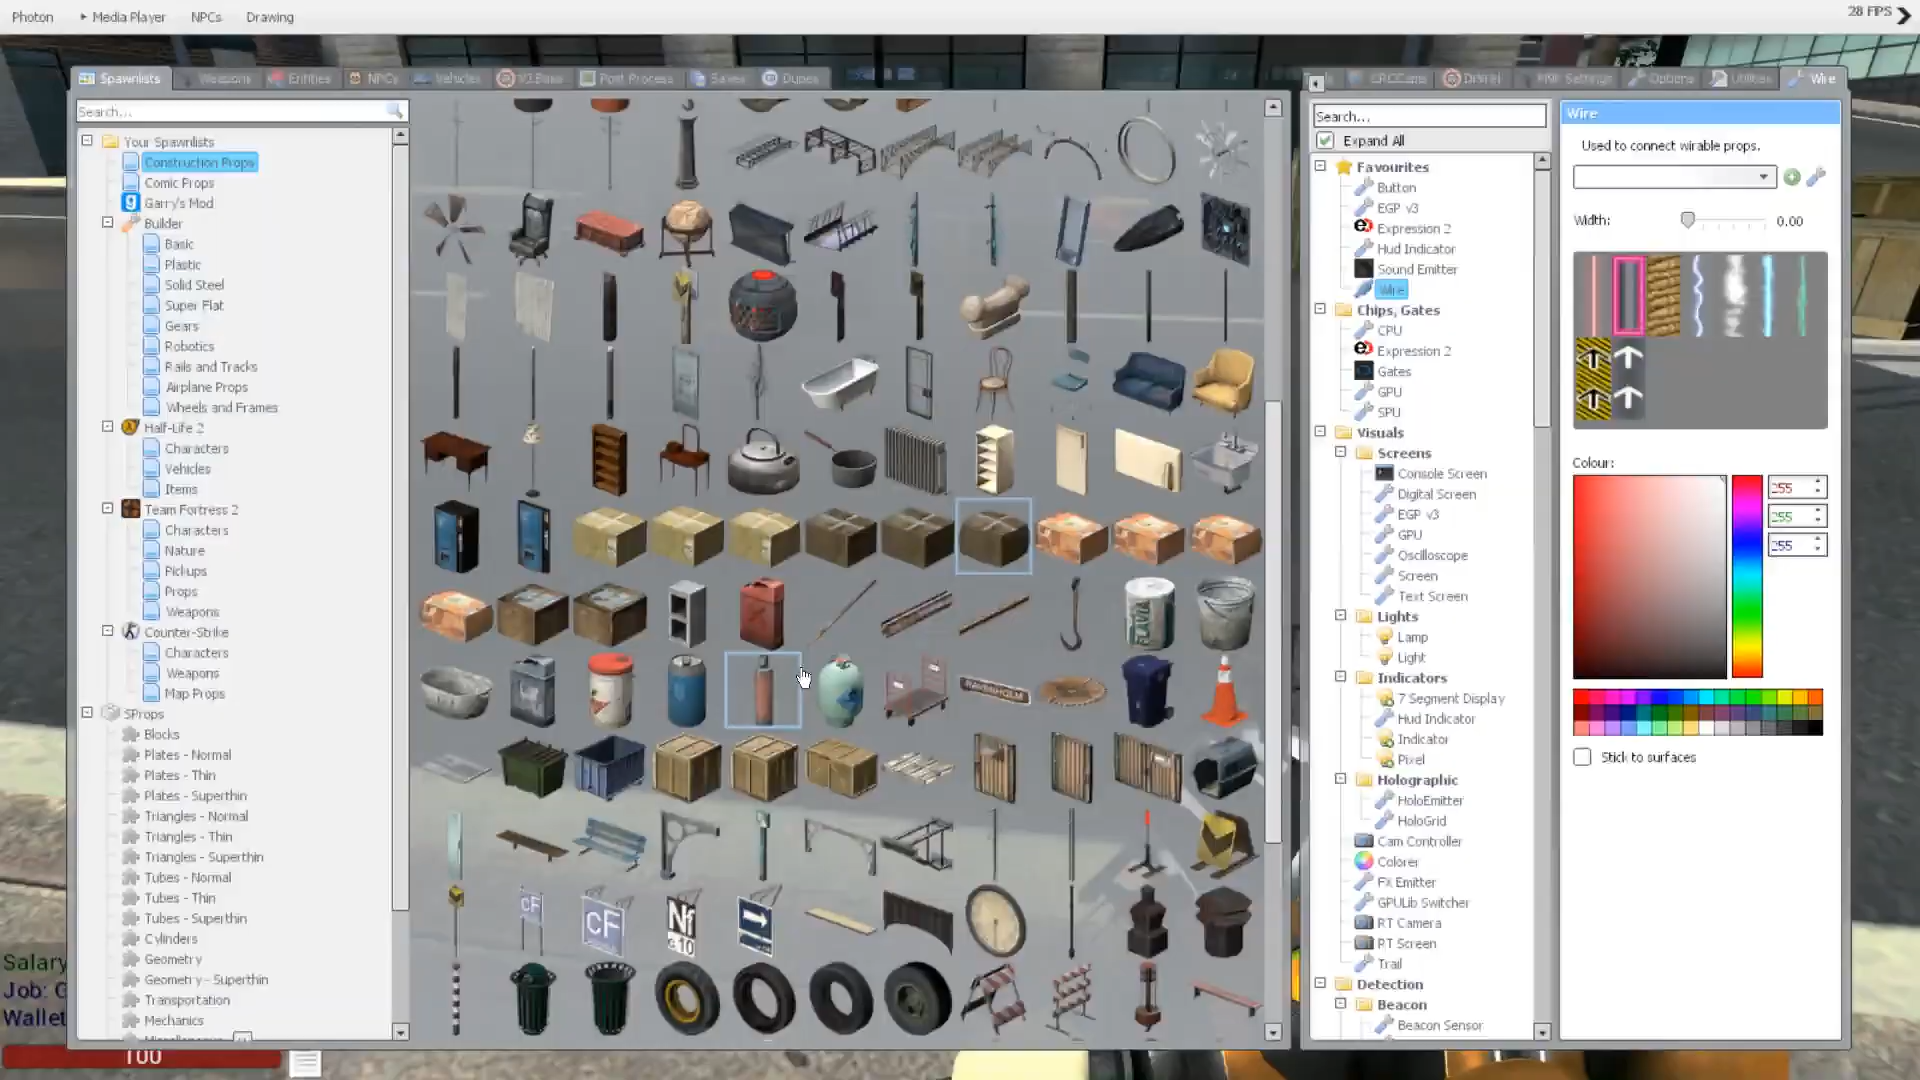 Photon
Media Player
NPCs
Drawing
28 FPS
Spawnlists
Weapons
Entities
NPCs
Vehicles
Post Process
Saves
Dupes
Options
Utilities
Wire
Search...
Your Spawnlists
Construction Props
Comic Props
Garry's Mod
Builder
Basic
Plastic
Solid Steel
Super Flat
Gears
Robotics
Rails and Tracks
Airplane Props
Wheels and Frames
Half-Life 2
Characters
Vehicles
Items
Team Fortress 2
Characters
Nature
Pickups
Props
Weapons
Counter-Strike
Characters
Weapons
Map Props
SProps
Blocks
Plates - Normal
Plates - Thin
Plates - Superthin
Triangles - Normal
Triangles - Thin
Triangles - Superthin
Tubes - Normal
Tubes - Thin
Tubes - Superthin
Cylinders
Geometry
Geometry - Superthin
Transportation
Mechanics
RAVENHOLM
cF
cF
Nf
10
Search...
Expand All
Favourites
Button
EGP v3
Expression 2
Hud Indicator
Sound Emitter
Wire
Chips, Gates
CPU
Expression 2
Gates
GPU
SPU
Visuals
Screens
Console Screen
Digital Screen
EGP v3
GPU
Oscilloscope
Screen
Text Screen
Lights
Lamp
Light
Indicators
7 Segment Display
Hud Indicator
Indicator
Pixel
Holographic
HoloEmitter
HoloGrid
Cam Controller
Colorer
FX Emitter
GPULib Switcher
RT Camera
RT Screen
Trail
Detection
Beacon
Beacon Sensor
Wire
Used to connect wirable props.
Width:
0.00
Colour:
255
255
255
Stick to surfaces
Salary
Job: G
Wallet
100